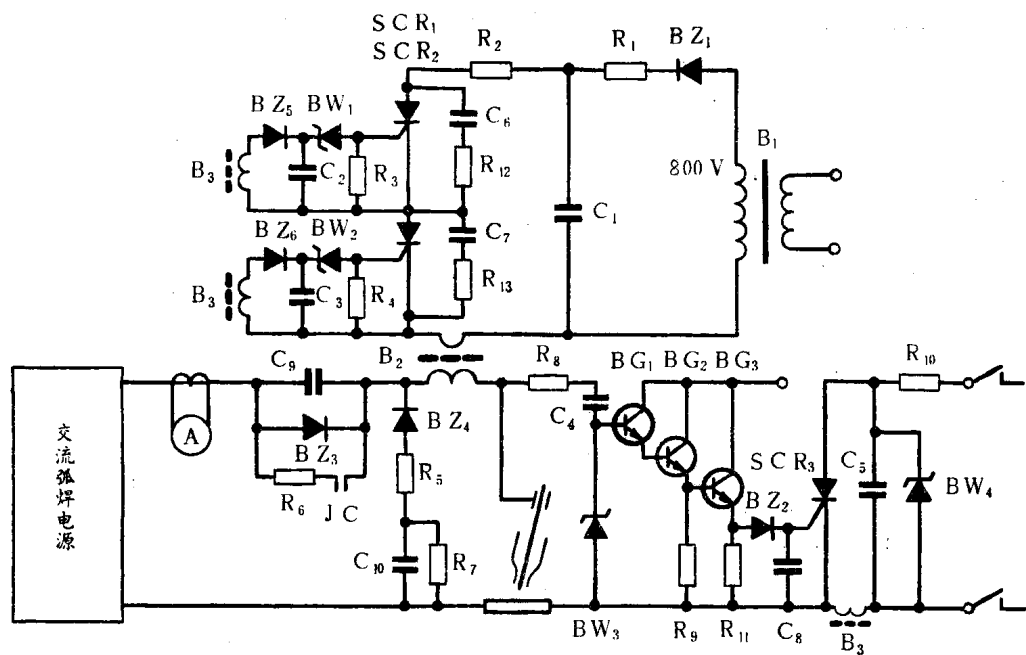 SCR₁
SCR₂
R₂
R₁
BZ₁
BZ₅
BW₁
C₆
B₁
B₃
C₂
R₃
R₁₂
800 V
C₁
BZ₆
BW₂
C₇
B₃
C₃
R₄
R₁₃
C₉
B₂
R₈
BG₁
BG₂
BG₃
R₁₀
A
BZ₄
C₄
交流弧焊电源
BZ₃
R₅
SCR₃
C₅
R₆
JC
BZ₂
BW₄
C₁₀
R₇
BW₃
R₉
R₁₁
C₈
B₃